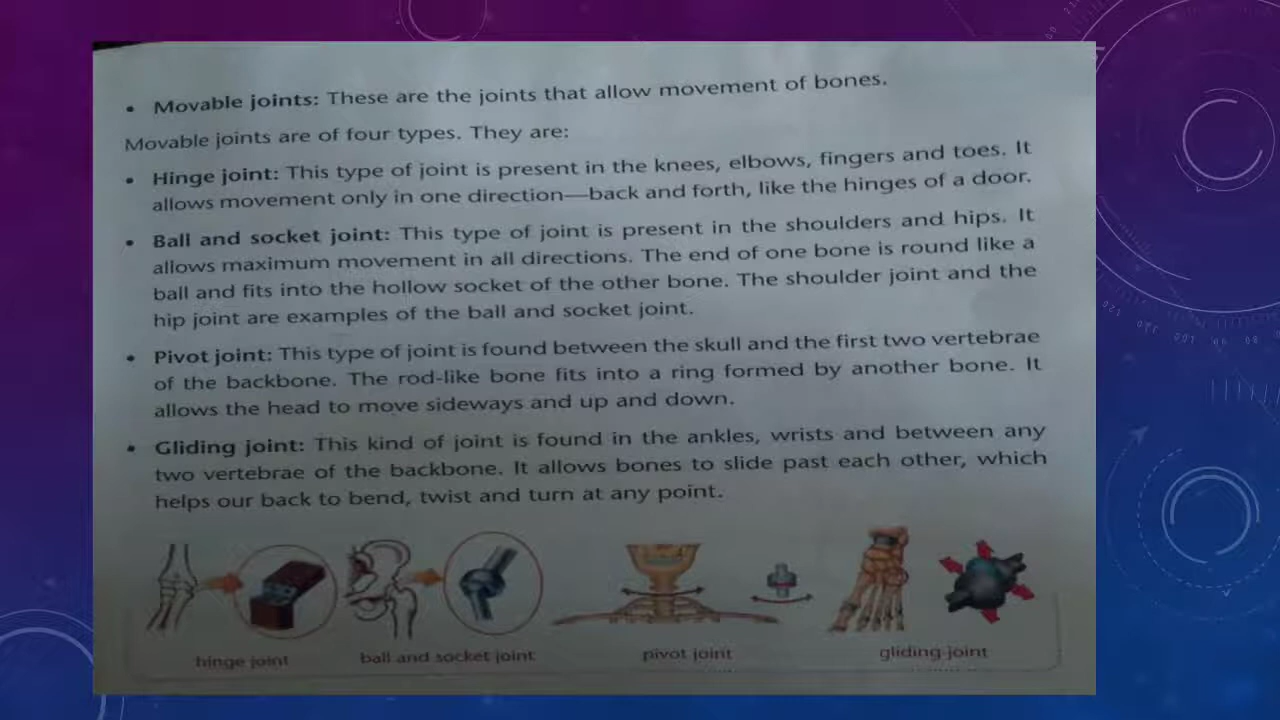 • Movable joints: These are the joints that allow movement of bones.
Movable joints are of four types. They are:
• Hinge joint: This type of joint is present in the knees, elbows, fingers and toes. It
allows movement only in one direction—back and forth, like the hinges of a door.
• Ball and socket joint: This type of joint is present in the shoulders and hips. It
allows maximum movement in all directions. The end of one bone is round like a
ball and fits into the hollow socket of the other bone. The shoulder joint and the
hip joint are examples of the ball and socket joint.
• Pivot joint: This type of joint is found between the skull and the first two vertebrae
of the backbone. The rod-like bone fits into a ring formed by another bone. It
allows the head to move sideways and up and down.
• Gliding joint: This kind of joint is found in the ankles, wrists and between any
two vertebrae of the backbone. It allows bones to slide past each other, which
helps our back to bend, twist and turn at any point.
hinge joint
ball and socket joint
pivot joint
gliding joint